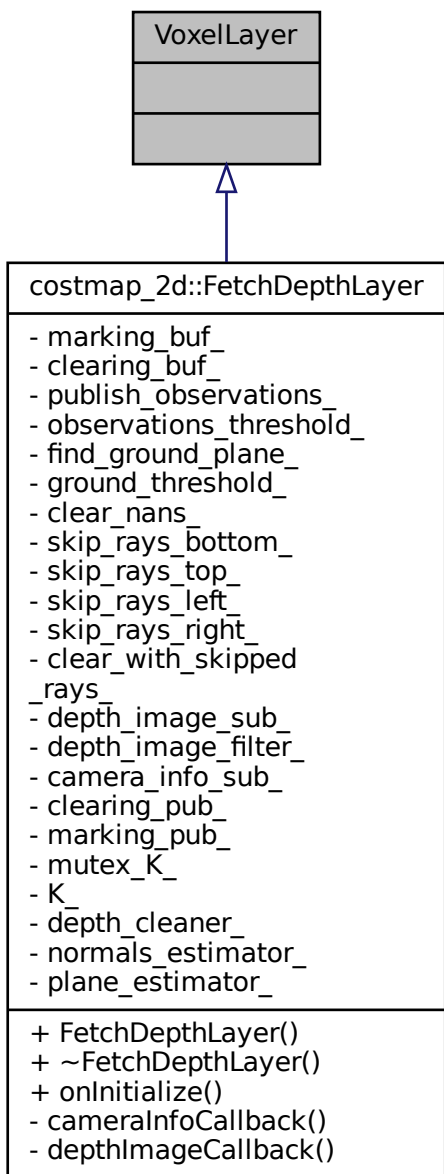 VoxelLayer
costmap_2d::FetchDepthLayer
- marking_buf_
- clearing_buf_
- publish_observations_
- observations_threshold_
- find_ground_plane_
- ground_threshold_
- clear_nans_
- skip_rays_bottom_
- skip_rays_top_
- skip_rays_left_
- skip_rays_right_
- clear_with_skipped
_rays_
- depth_image_sub_
- depth_image_filter_
- camera_info_sub_
- clearing_pub_
- marking_pub_
- mutex_K_
- K_
- depth_cleaner_
- normals_estimator_
- plane_estimator_
+ FetchDepthLayer()
+ ~FetchDepthLayer()
+ onInitialize()
- cameraInfoCallback()
- depthImageCallback()